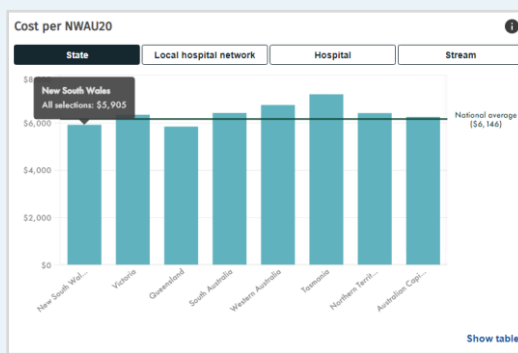 Cost per NWAU20
State
Local hospital network
Hospital
Stream
New South Wales
All selections: $5,905
National average
($6,146)
$6,000
$4,000
$2,000
$0
New South Wal...
Victoria
Queensland
South Australia
Western Australia
Tasmania
Northern Territ...
Australian Capi...
Show table